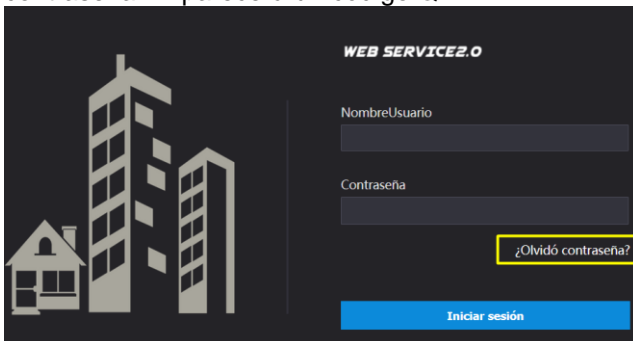 WEB SERVICE2.0
NombreUsuario
Contraseña
¿Olvidó contraseña?
Iniciar sesión